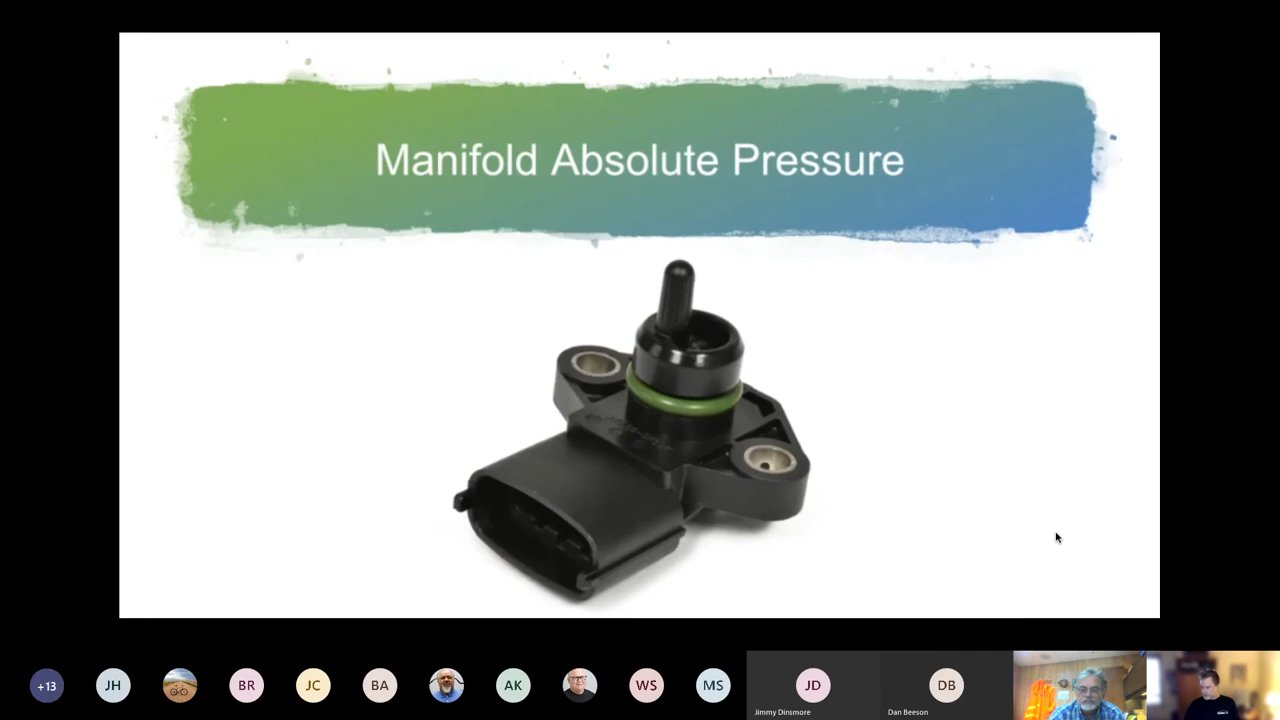 Manifold Absolute Pressure
+13
JH
BR
JC
BA
AK
WS
MS
JD
Jimmy Dinsmore
DB
Dan Beeson